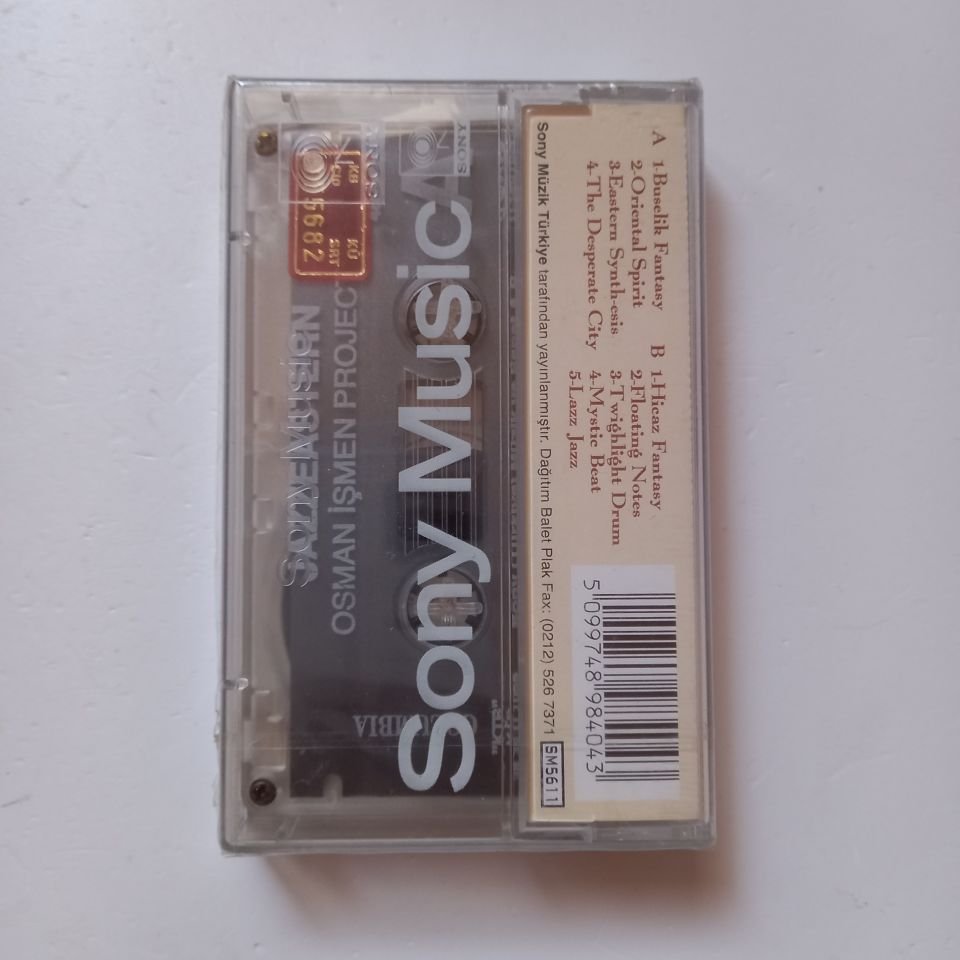 A 1-Buselik Fantasy
2-Oriental Spirit
3-Eastern Synth-esis
4-The Desperate City
B 1-Hicaz Fantasy
2-Floating Notes
3-Twighlight Drum
4-Mystic Beat
5-Lazz Jazz
5 099748 984043
Sony Müzik Türkiye tarafından yayınlanmıştır. Dağıtım Balet Plak Fax: (0212) 526 7371 SM5611
SONY
Sony Music
A
OSMAN İŞMEN PROJECT
SONY
Sony Music
COLUMBIA
5682